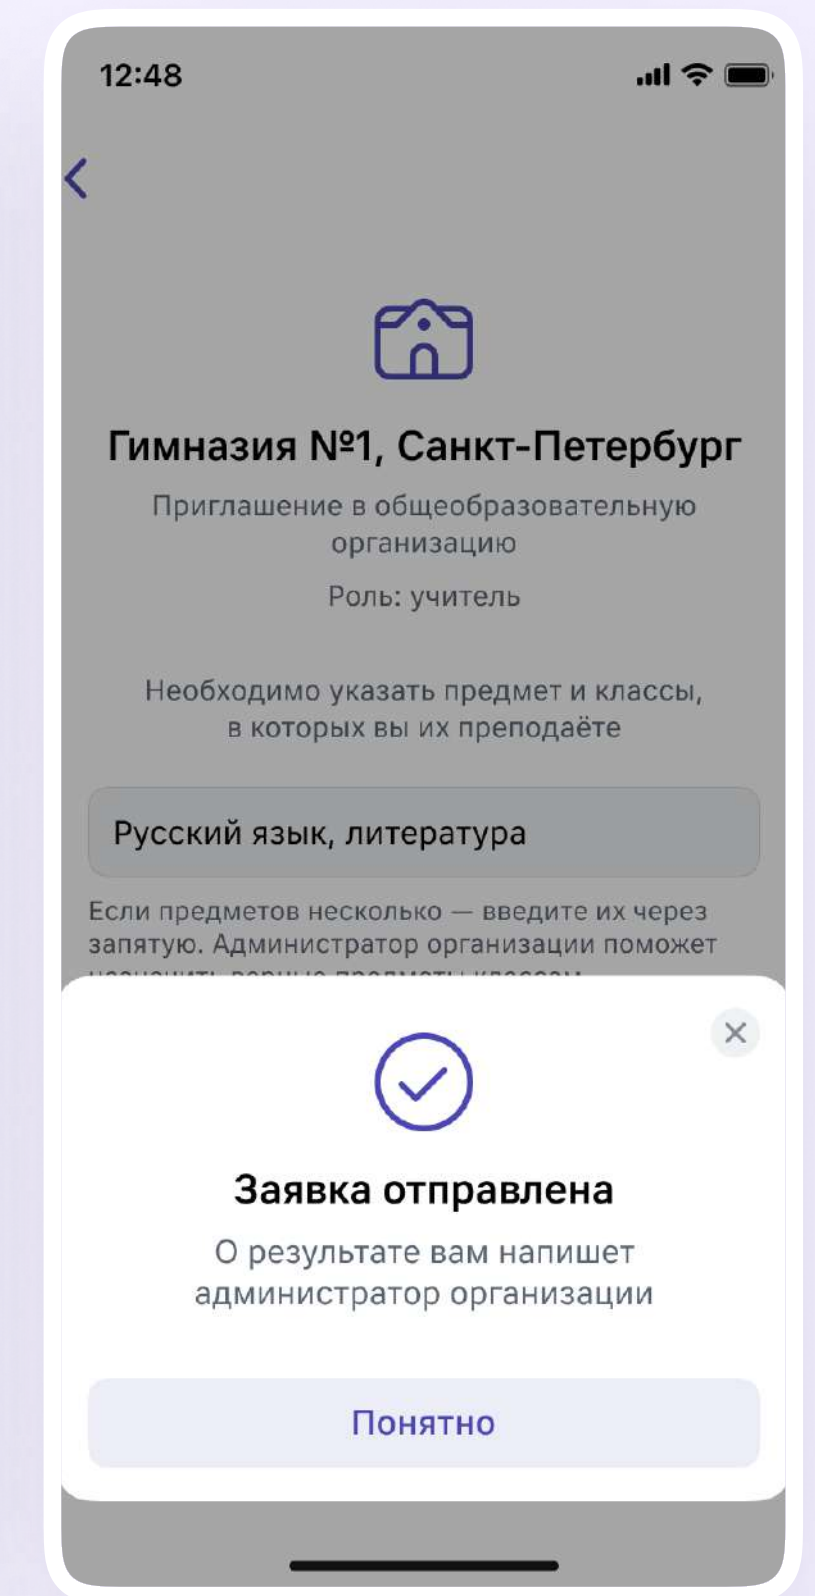 12:48
Гимназия №1, Санкт-Петербург
Приглашение в общеобразовательную
организацию
Роль: учитель
Необходимо указать предмет и классы,
в которых вы их преподаёте
Русский язык, литература
Если предметов несколько — введите их через
запятую. Администратор организации поможет
Заявка отправлена
О результате вам напишет
администратор организации
Понятно